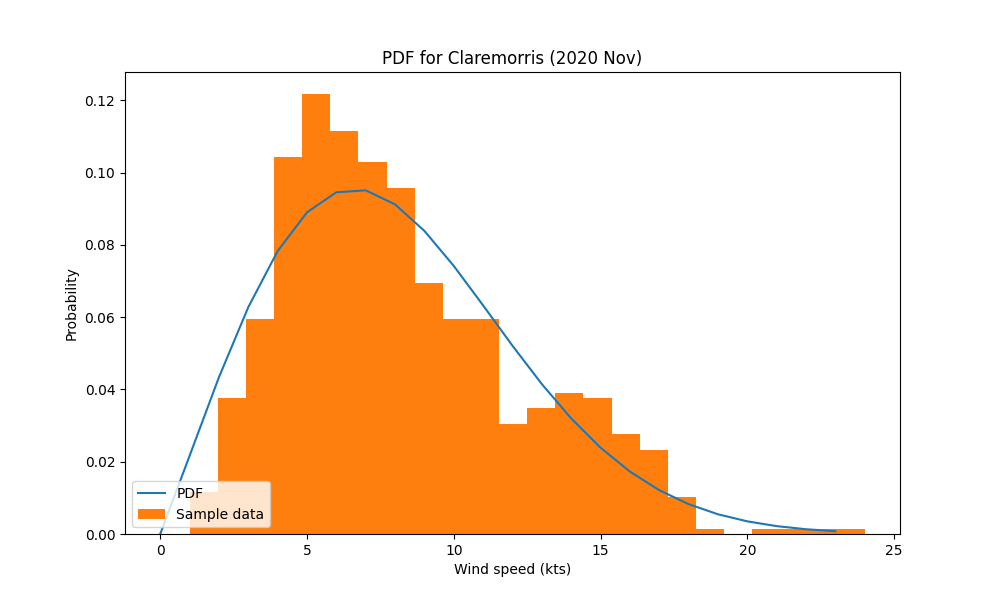 PDF for Claremorris (2020 Nov)
0.12
0.10
0.08
0.06
0.04
0.02
0.00
Probability
PDF
Sample data
0
5
10
15
20
25
Wind speed (kts)